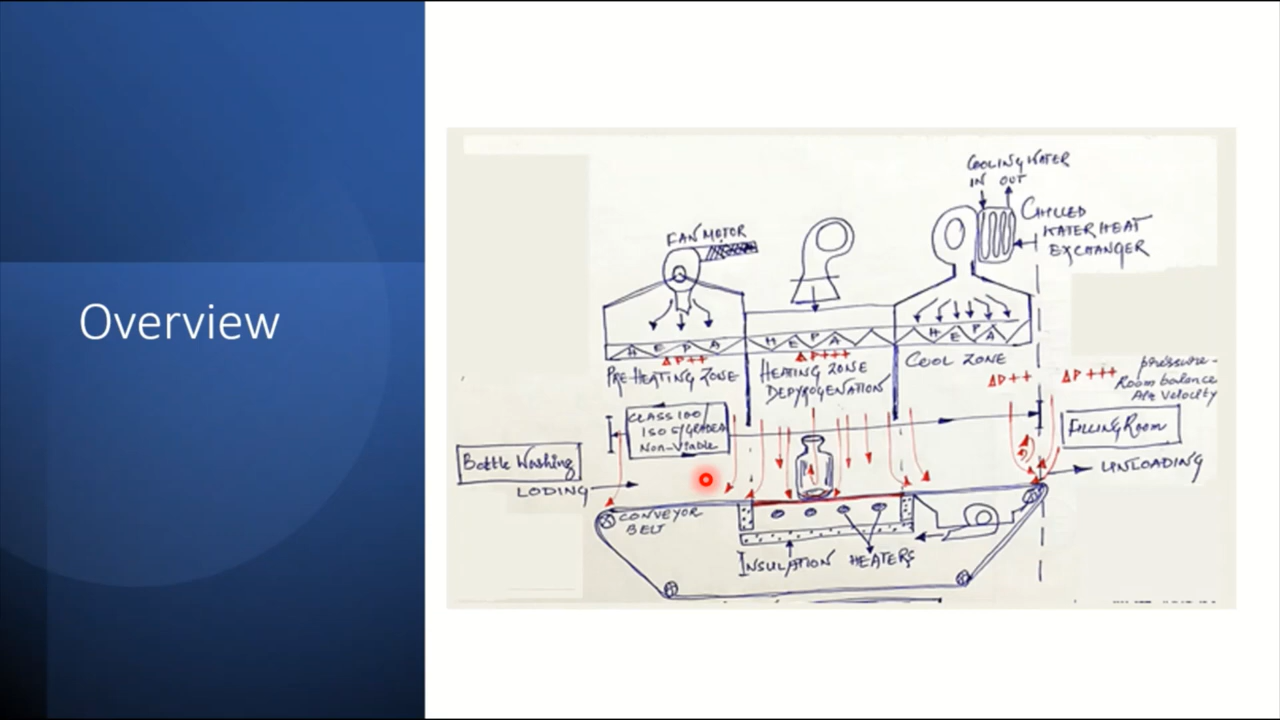 Overview
COOLING WATER
IN OUT
CHILLED
WATER HEAT
EXCHANGER
FAN MOTOR
H E P A
H E P A
H E P A
ΔP++
ΔP++++
PRE HEATING ZONE
HEATING ZONE
DEPYROGENATION
COOL ZONE
ΔP++
ΔP+++
pressure-
Room balance
Air velocity
CLASS 100/
ISO 5/GRADE A
Non-Viable
FILLING ROOM
Bottle Washing
LODING
UNLOADING
CONVEYOR
BELT
INSULATION
HEATERS